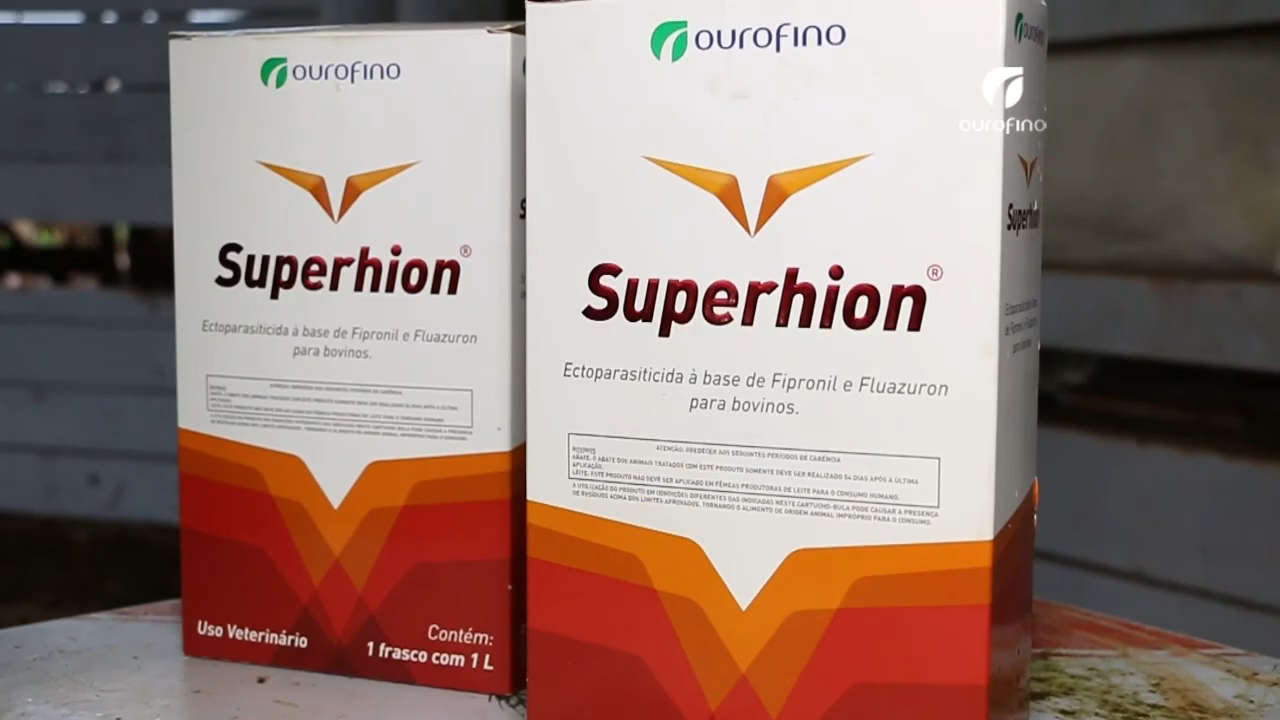 ourofino
Superhion®
Ectoparasiticida à base de Fipronil e Fluazuron
para bovinos.
Uso Veterinário
Contém:
1 frasco com 1 L
ourofino
Superhion®
Ectoparasiticida à base de Fipronil e Fluazuron
para bovinos.
ATENÇÃO: OBEDECER AOS SEGUINTES PERÍODOS DE CARÊNCIA
BOVINOS
ABATE: O ABATE DOS ANIMAIS TRATADOS COM ESTE PRODUTO SOMENTE DEVE SER REALIZADO 54 DIAS APÓS A ÚLTIMA
APLICAÇÃO.
LEITE: ESTE PRODUTO NÃO DEVE SER APLICADO EM FÊMEAS PRODUTORAS DE LEITE PARA O CONSUMO HUMANO.
A UTILIZAÇÃO DO PRODUTO EM CONDIÇÕES DIFERENTES DAS INDICADAS NESTE CARTUCHO-BULA PODE CAUSAR A PRESENÇA
DE RESÍDUOS ACIMA DOS LIMITES APROVADOS, TORNANDO O ALIMENTO DE ORIGEM ANIMAL IMPRÓPRIO PARA O CONSUMO.
ourofino
Superhion